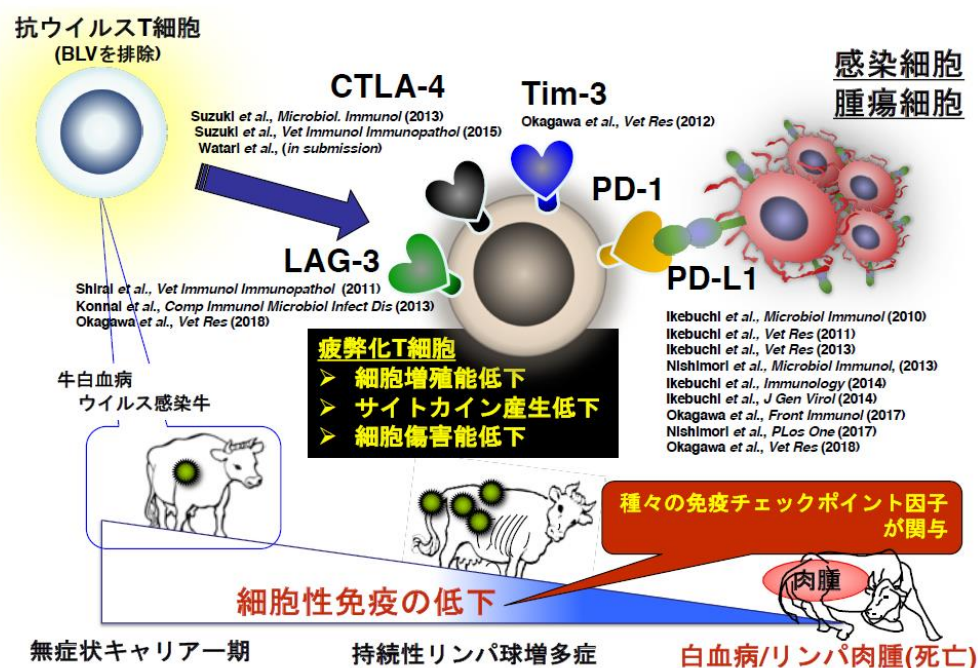 抗ウイルスT細胞
(BLVを排除)
CTLA-4
Suzuki et al., Microbiol. Immunol (2013)
Suzuki et al., Vet Immunol Immunopathol (2015)
Watari et al., (in submission)
Tim-3
Okagawa et al., Vet Res (2012)
感染細胞
腫瘍細胞
PD-1
LAG-3
Shirai et al., Vet Immunol Immunopathol (2011)
Konnai et al., Comp Immunol Microbiol Infect Dis (2013)
Okagawa et al., Vet Res (2018)
PD-L1
Ikebuchi et al., Microbiol Immunol (2010)
Ikebuchi et al., Vet Res (2011)
Ikebuchi et al., Vet Res (2013)
Nishimori et al., Microbiol Immunol, (2013)
Ikebuchi et al., Immunology (2014)
Ikebuchi et al., J Gen Virol (2014)
Okagawa et al., Front Immunol (2017)
Nishimori et al., PLos One (2017)
Okagawa et al., Vet Res (2018)
疲弊化T細胞
➢ 細胞増殖能低下
➢ サイトカイン産生低下
➢ 細胞傷害能低下
牛白血病
ウイルス感染牛
種々の免疫チェックポイント因子
が関与
肉腫
細胞性免疫の低下
無症状キャリアー期
持続性リンパ球増多症
白血病/リンパ肉腫(死亡)